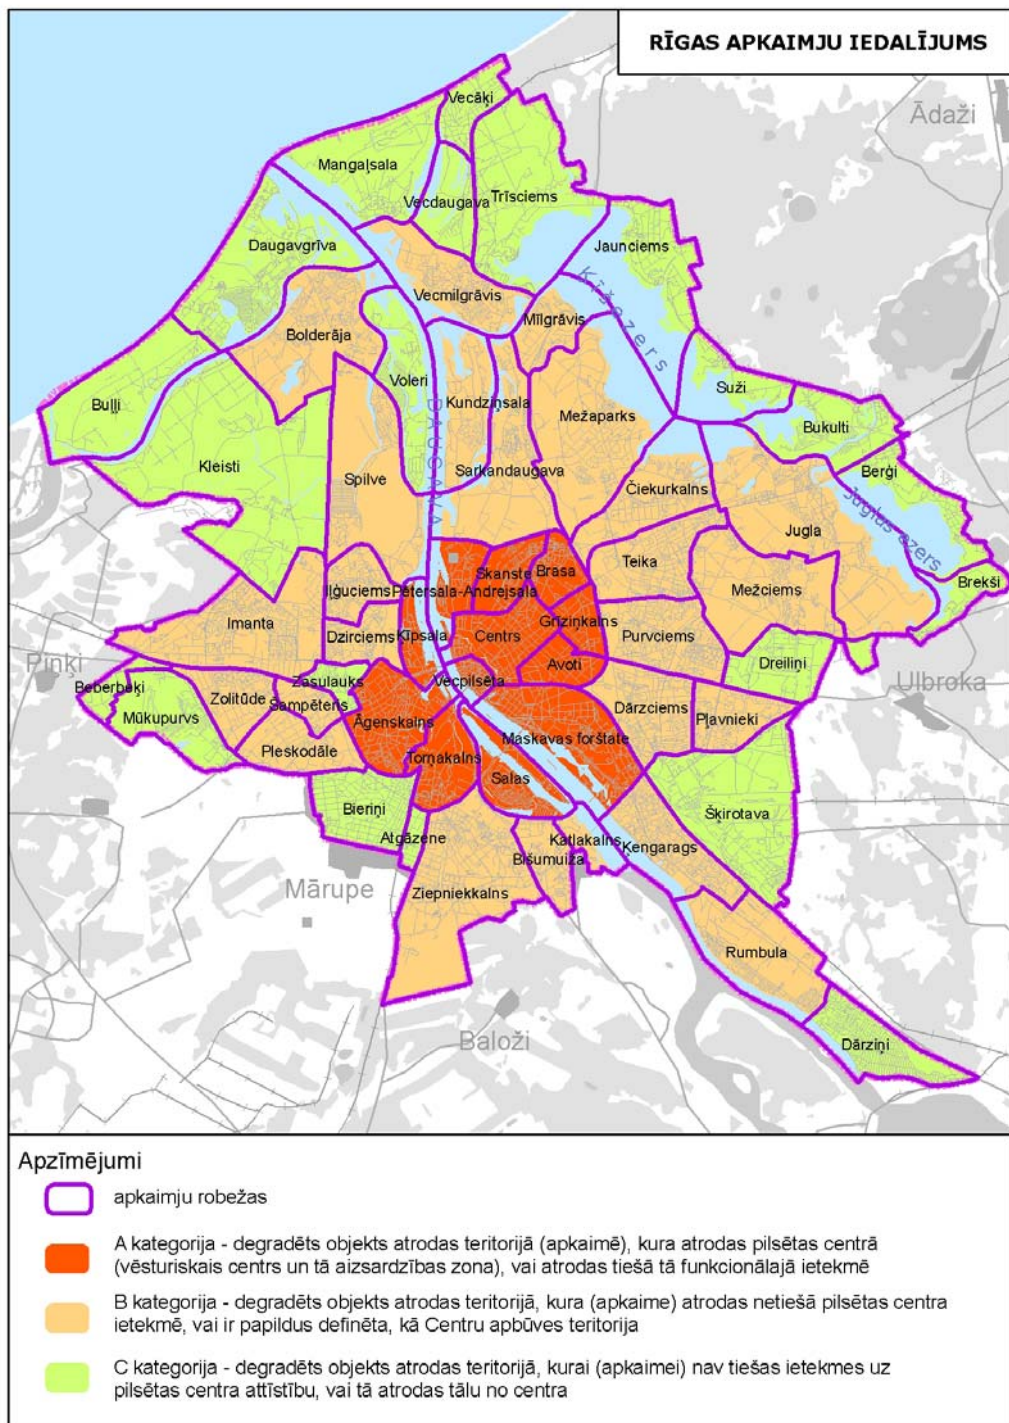 RĪGAS APKAIMJU IEDALĪJUMS
Vecāķi
Ādaži
Mangaļsala
Vecdaugava
Trīsciems
Daugavgrīva
Jaunciems
Ķīšezers
Vecmilgrāvis
Mīlgrāvis
Bolderāja
Voleri
Suži
Buļļi
Kundziņsala
Mežaparks
Bukulti
DAUGAVA
Kleisti
Sarkandaugava
Berģi
Spilve
Čiekurkalns
Juglas ezers
Jugla
Skanste
Brasa
Teika
Iļģuciems
Pētersala-Andrejsala
Mežciems
Brekši
Imanta
Dzirciems
Ķīpsala
Centrs
Grīziņkalns
Purvciems
Piņķi
Avoti
Dreiliņi
Beberbeķi
Zolitūde
Zasulauks
Vecpilsēta
Ulbroka
Mūkupurvs
Šampēteris
Āgenskalns
Dārzciems
Pļavnieki
Pleskodāle
Torņakalns
Maskavas forštate
Salas
Bieriņi
Šķirotava
Atgāzene
Katlakalns
Ķengarags
Bišumuiža
Mārupe
Ziepniekkalns
Rumbula
Baloži
Dārziņi
Apzīmējumi
apkaimju robežas
A kategorija - degradēts objekts atrodas teritorijā (apkaimē), kura atrodas pilsētas centrā
(vēsturiskais centrs un tā aizsardzības zona), vai atrodas tiešā tā funkcionālajā ietekmē
B kategorija - degradēts objekts atrodas teritorijā, kura (apkaime) atrodas netiešā pilsētas centra
ietekmē, vai ir papildus definēta, kā Centru apbūves teritorija
C kategorija - degradēts objekts atrodas teritorijā, kurai (apkaimei) nav tiešas ietekmes uz
pilsētas centra attīstību, vai tā atrodas tālu no centra